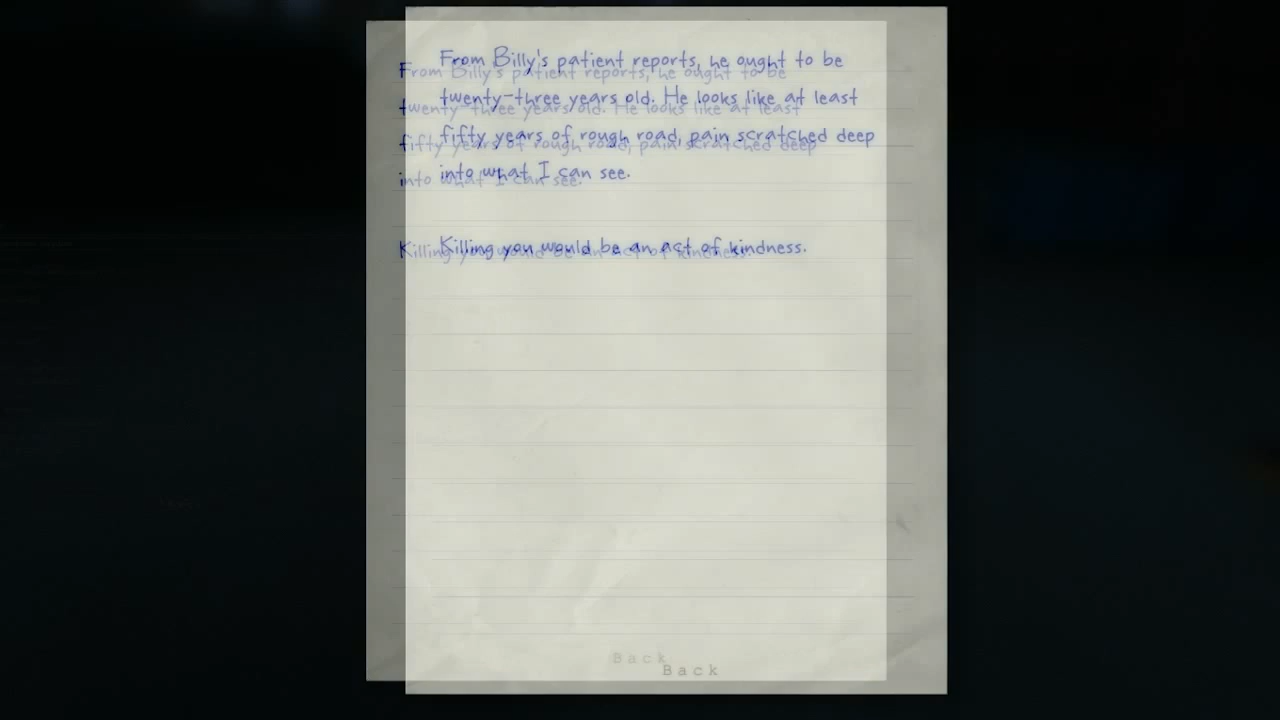 From Billy's patient reports, he ought to be
twenty-three years old. He looks like at least
fifty years of rough road, pain scratched deep
into what I can see.
Killing you would be an act of kindness.
Back